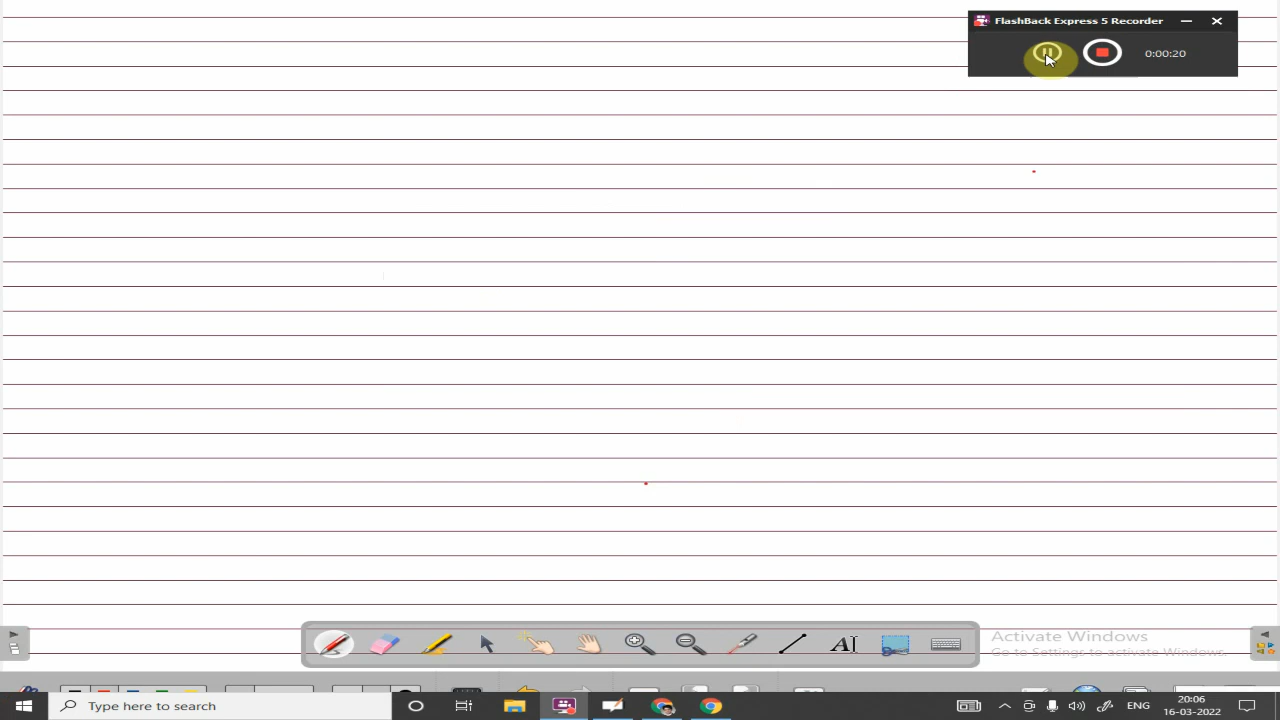 FlashBack Express 5 Recorder
0:00:20
Activate Windows
Go to Settings to activate Windows.
Type here to search
ENG
20:06
16-03-2022